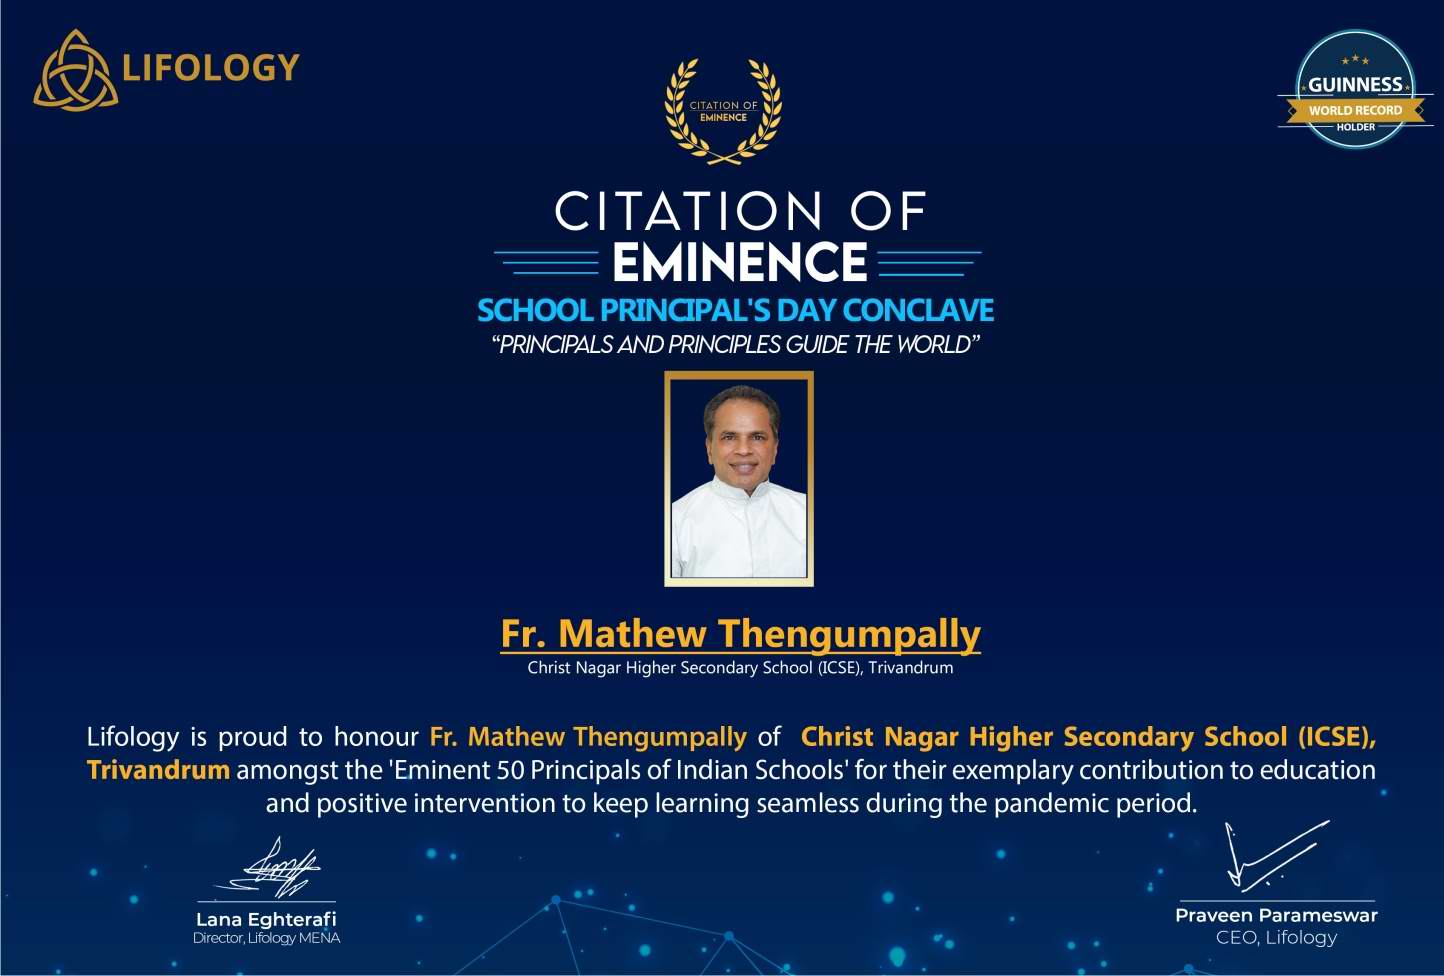 LIFOLOGY
CITATION OF
EMINENCE
GUINNESS
WORLD RECORD
HOLDER
CITATION OF
EMINENCE
SCHOOL PRINCIPAL'S DAY CONCLAVE
“PRINCIPALS AND PRINCIPLES GUIDE THE WORLD”
Fr. Mathew Thengumpally
Christ Nagar Higher Secondary School (ICSE), Trivandrum
Lifology is proud to honour Fr. Mathew Thengumpally of Christ Nagar Higher Secondary School (ICSE),
Trivandrum amongst the 'Eminent 50 Principals of Indian Schools' for their exemplary contribution to education
and positive intervention to keep learning seamless during the pandemic period.
Lana Eghterafi
Director, Lifology MENA
Praveen Parameswar
CEO, Lifology